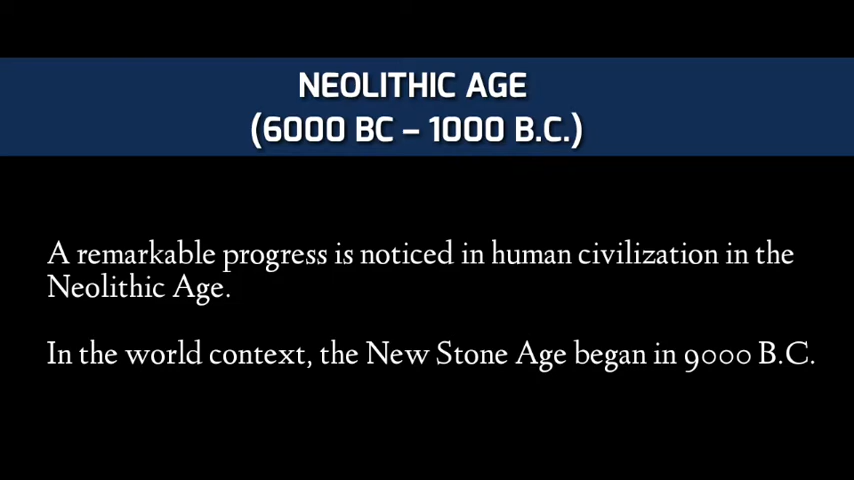 NEOLITHIC AGE
(6000 BC – 1000 B.C.)
A remarkable progress is noticed in human civilization in the
Neolithic Age.
In the world context, the New Stone Age began in 9000 B.C.